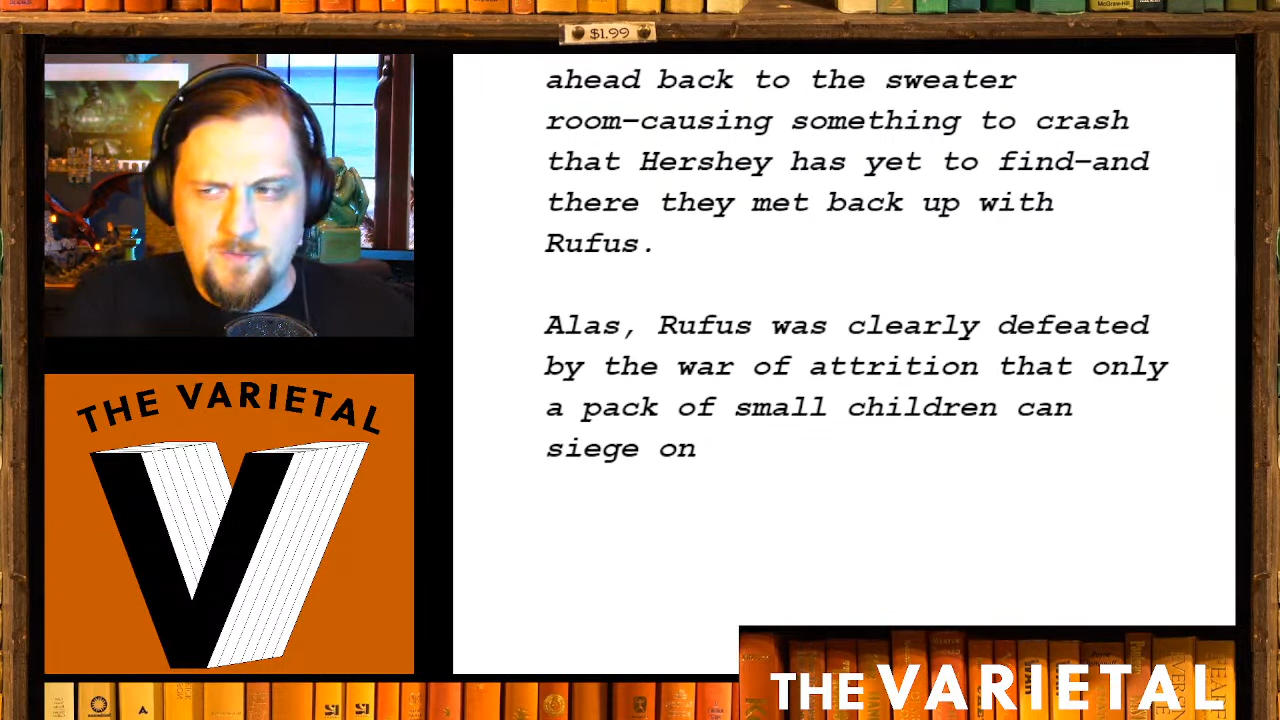 McGraw-Hill
$1.99
ahead back to the sweater
room–causing something to crash
that Hershey has yet to find–and
there they met back up with
Rufus.
Alas, Rufus was clearly defeated
by the war of attrition that only
a pack of small children can
siege on
THE VARIETAL
V
THE VARIETAL